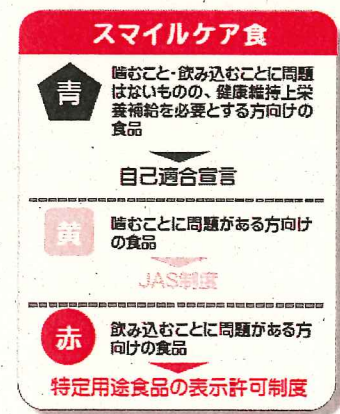 スマイルケア食
青
噛むこと・飲み込むことに問題
はないものの、健康維持上栄
養補給を必要とする方向けの
食品
自己適合宣言
黄
噛むことに問題がある方向け
の食品
JAS制度
赤
飲み込むことに問題がある方
向けの食品
特定用途食品の表示許可制度